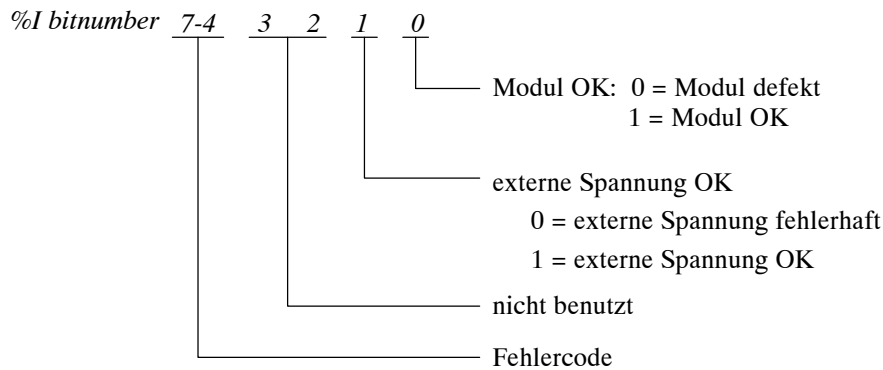 %I bitnumber 7-4 3 2 1 0
Modul OK: 0 = Modul defekt
1 = Modul OK
externe Spannung OK
0 = externe Spannung fehlerhaft
1 = externe Spannung OK
nicht benutzt
Fehlercode